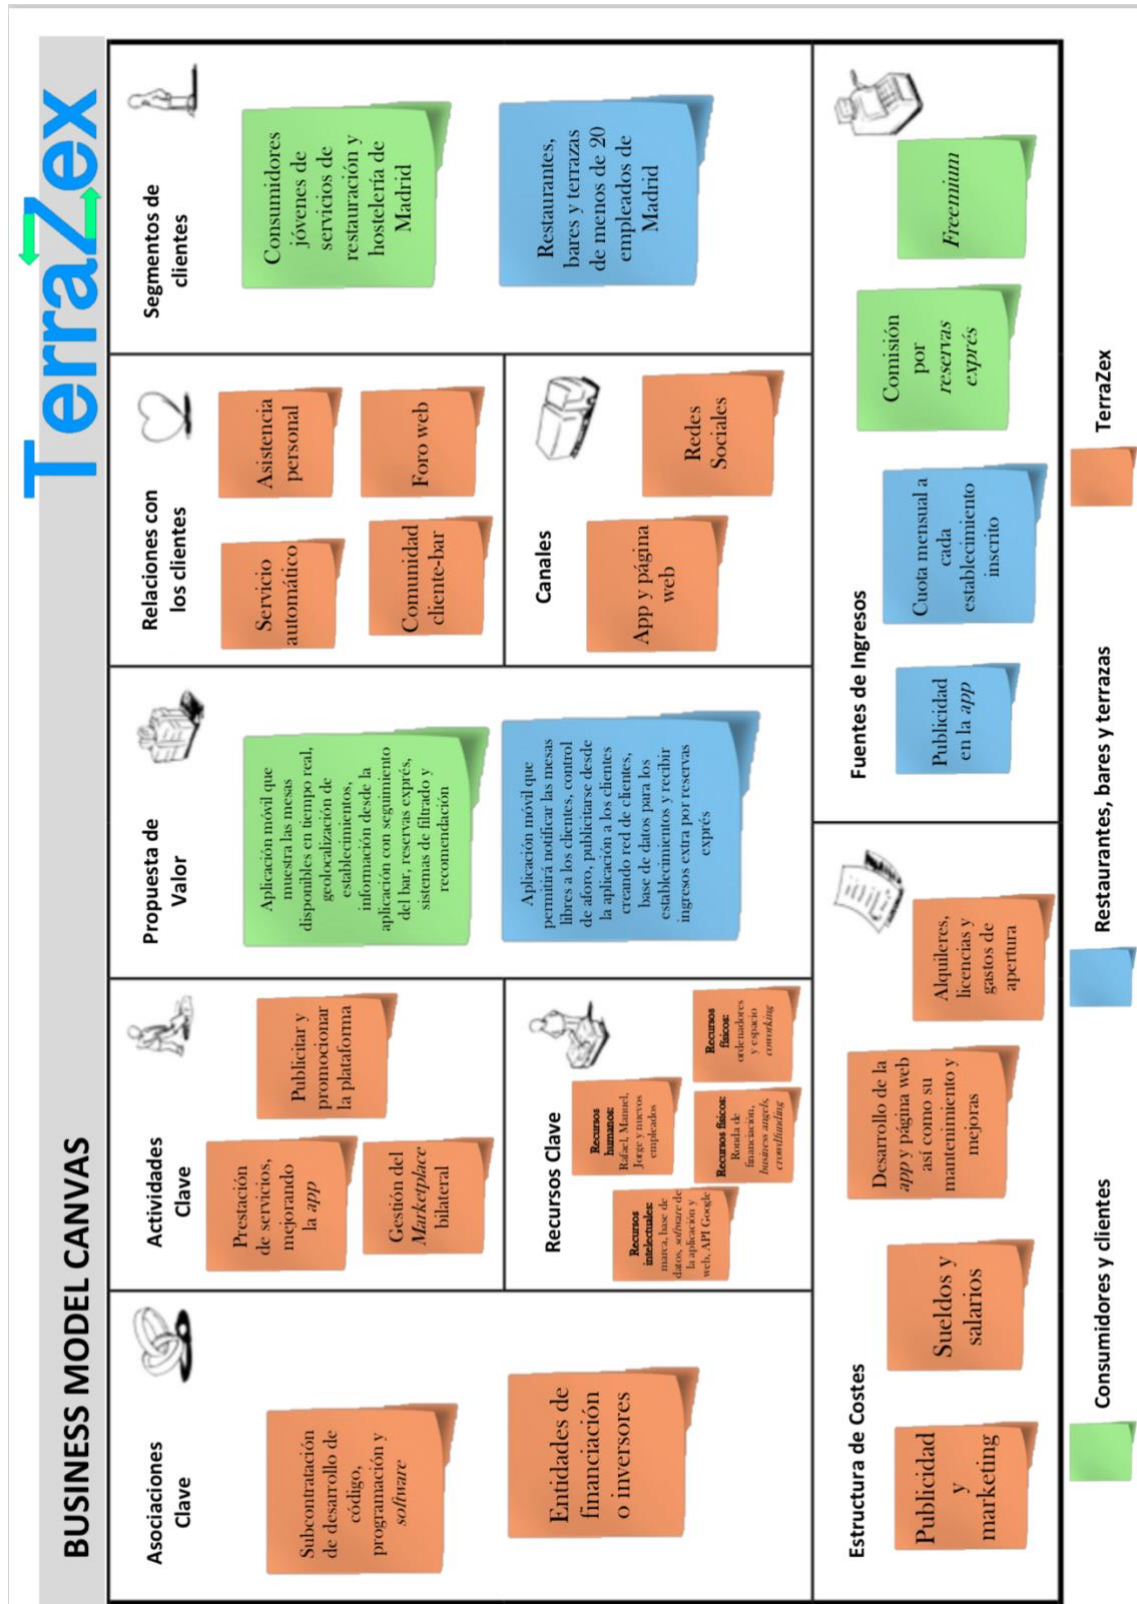 BUSINESS MODEL CANVAS
TerraZex
Asociaciones
Clave
Subcontratación
de desarrollo de
código,
programación y
software
Entidades de
financiación
o inversores
Actividades
Clave
Prestación
de servicios,
mejorando
la app
Publicitar y
promocionar
la plataforma
Gestión del
Marketplace
bilateral
Recursos Clave
Recursos
intelectuales:
marca, base de
datos, software de
la aplicación y
web, API Google
Recursos
humanos:
Rafael, Manuel,
Jorge y nuevos
empleados
Recursos físicos:
Ronda de
financiación,
business angels,
crowdfunding
Recursos
físicos:
ordenadores
y espacio
coworking
Propuesta de
Valor
Aplicación móvil que
muestra las mesas
disponibles en tiempo real,
geolocalización de
establecimientos,
información desde la
aplicación con seguimiento
del bar, reservas exprés,
sistemas de filtrado y
recomendación
Aplicación móvil que
permitirá notificar las mesas
libres a los clientes, control
de aforo, publicitarse desde
la aplicación a los clientes
creando red de clientes,
base de datos para los
establecimientos y recibir
ingresos extra por reservas
exprés
Relaciones con
los clientes
Servicio
automático
Asistencia
personal
Comunidad
cliente-bar
Foro web
Canales
App y página
web
Redes
Sociales
Segmentos de
clientes
Consumidores
jóvenes de
servicios de
restauración y
hostelería de
Madrid
Restaurantes,
bares y terrazas
de menos de 20
empleados de
Madrid
Estructura de Costes
Publicidad
y
marketing
Sueldos y
salarios
Desarrollo de la
app y página web
así como su
mantenimiento y
mejoras
Alquileres,
licencias y
gastos de
apertura
Fuentes de Ingresos
Publicidad
en la app
Cuota mensual a
cada
establecimiento
inscrito
Comisión
por
reservas
exprés
Freemium
Consumidores y clientes
Restaurantes, bares y terrazas
TerraZex